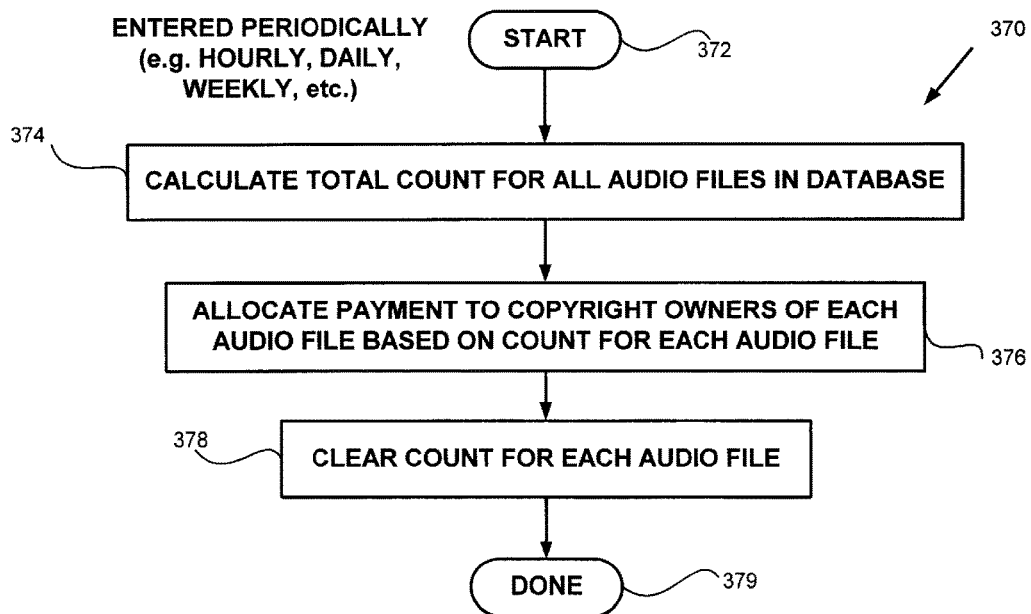 ENTERED PERIODICALLY
(e.g. HOURLY, DAILY,
WEEKLY, etc.)
START
372
370
374
CALCULATE TOTAL COUNT FOR ALL AUDIO FILES IN DATABASE
ALLOCATE PAYMENT TO COPYRIGHT OWNERS OF EACH
AUDIO FILE BASED ON COUNT FOR EACH AUDIO FILE
376
378
CLEAR COUNT FOR EACH AUDIO FILE
DONE
379